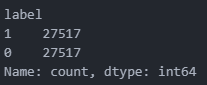 label
1    27517
0    27517
Name: count, dtype: int64